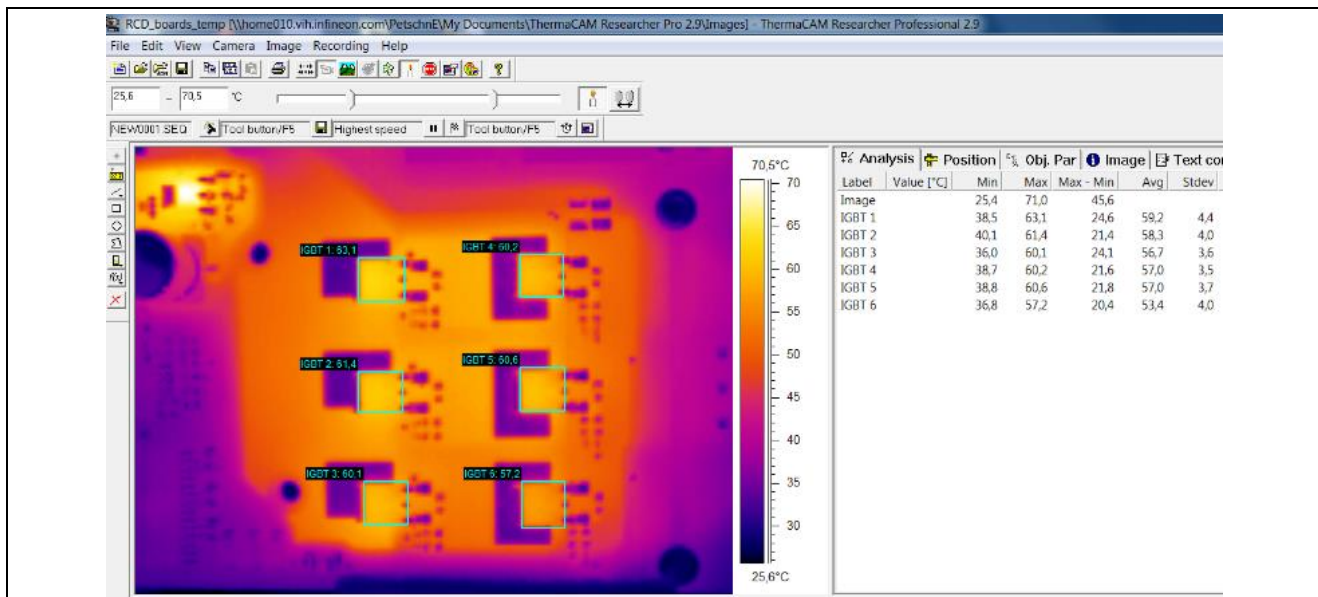 RCD_boards_temp [\\home010.vih.infineon.com\PetschnE\My Documents\ThermaCAM Researcher Pro 2.9\Images] - ThermaCAM Researcher Professional 2.9
File Edit View Camera Image Recording Help
25,6 - 70,5 °C
NEW0001.SEQ Tool button/F5 Highest speed Tool button/F5
70,5°C
70
65
60
55
50
45
40
35
30
25,6°C
IGBT 1: 63,1
IGBT 4: 60,2
IGBT 2: 61,4
IGBT 5: 60,6
IGBT 3: 60,1
IGBT 6: 57,2
Analysis Position Obj. Par Image Text co
Label Value [°C] Min Max Max - Min Avg Stdev
Image 25,4 71,0 45,6
IGBT 1 38,5 63,1 24,6 59,2 4,4
IGBT 2 40,1 61,4 21,4 58,3 4,0
IGBT 3 36,0 60,1 24,1 56,7 3,6
IGBT 4 38,7 60,2 21,6 57,0 3,5
IGBT 5 38,8 60,6 21,8 57,0 3,7
IGBT 6 36,8 57,2 20,4 53,4 4,0